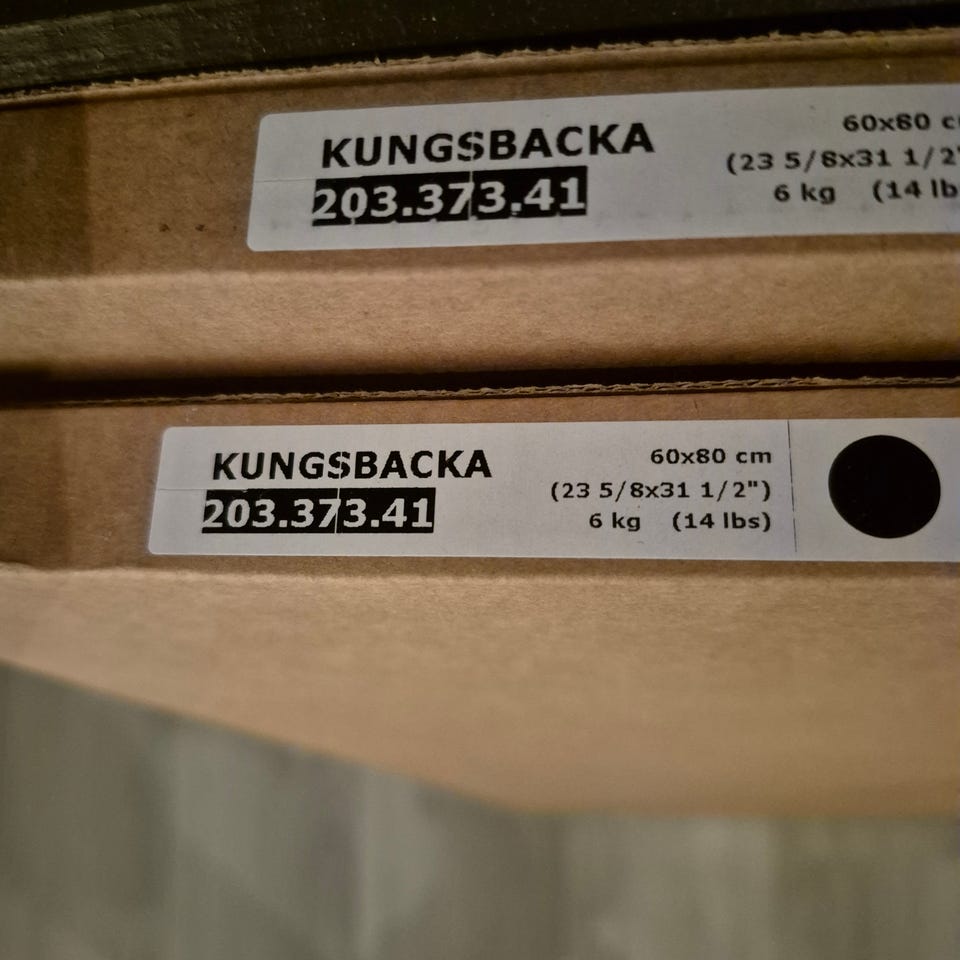 KUNGSBACKA
203.373.41
60x80
(23 5/8x31 1/2"
6 kg (14
KUNGSBACKA
203.373.41
60x80 cm
(23 5/8x31 1/2")
6 kg (14 lbs)